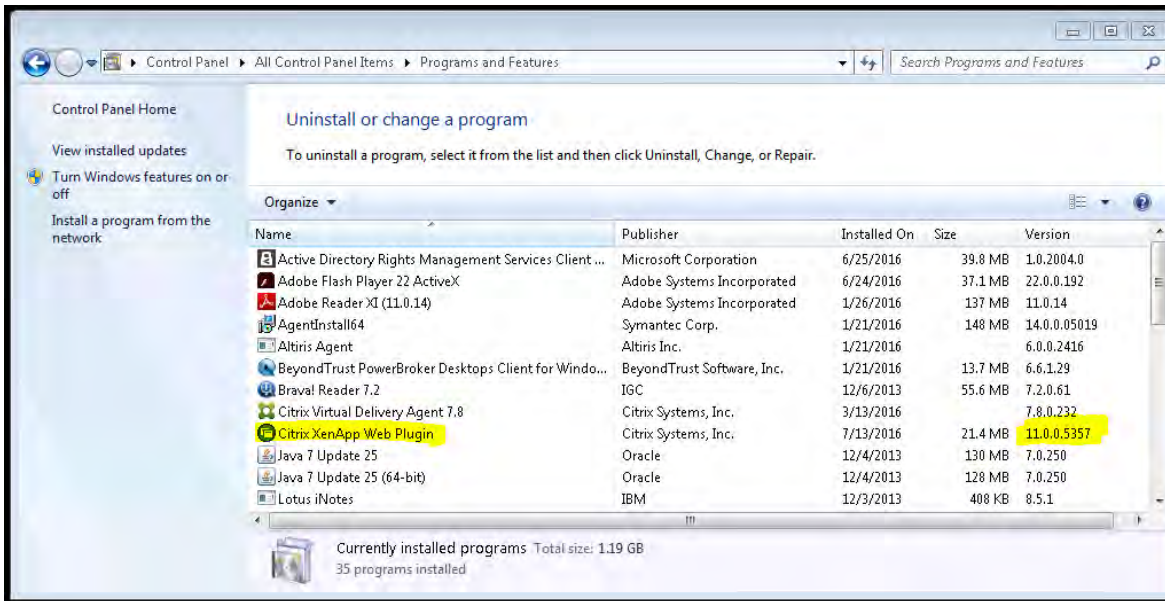 Control Panel ▸ All Control Panel Items ▸ Programs and Features Search Programs and Features
Control Panel Home
Uninstall or change a program
View installed updates
To uninstall a program, select it from the list and then click Uninstall, Change, or Repair.
Turn Windows features on or
off
Install a program from the
network
Organize
Name Publisher Installed On Size Version
Active Directory Rights Management Services Client ... Microsoft Corporation 6/25/2016 39.8 MB 1.0.2004.0
Adobe Flash Player 22 ActiveX Adobe Systems Incorporated 6/24/2016 37.1 MB 22.0.0.192
Adobe Reader XI (11.0.14) Adobe Systems Incorporated 1/26/2016 137 MB 11.0.14
AgentInstall64 Symantec Corp. 1/21/2016 148 MB 14.0.0.05019
Altiris Agent Altiris Inc. 1/21/2016 6.0.0.2416
BeyondTrust PowerBroker Desktops Client for Windo... BeyondTrust Software, Inc. 1/21/2016 13.7 MB 6.6.1.29
Brava! Reader 7.2 IGC 12/6/2013 55.6 MB 7.2.0.61
Citrix Virtual Delivery Agent 7.8 Citrix Systems, Inc. 3/13/2016 7.8.0.232
Citrix XenApp Web Plugin Citrix Systems, Inc. 7/13/2016 21.4 MB 11.0.0.5357
Java 7 Update 25 Oracle 12/4/2013 130 MB 7.0.250
Java 7 Update 25 (64-bit) Oracle 12/4/2013 128 MB 7.0.250
Lotus iNotes IBM 12/3/2013 408 KB 8.5.1
Currently installed programs Total size: 1.19 GB
35 programs installed